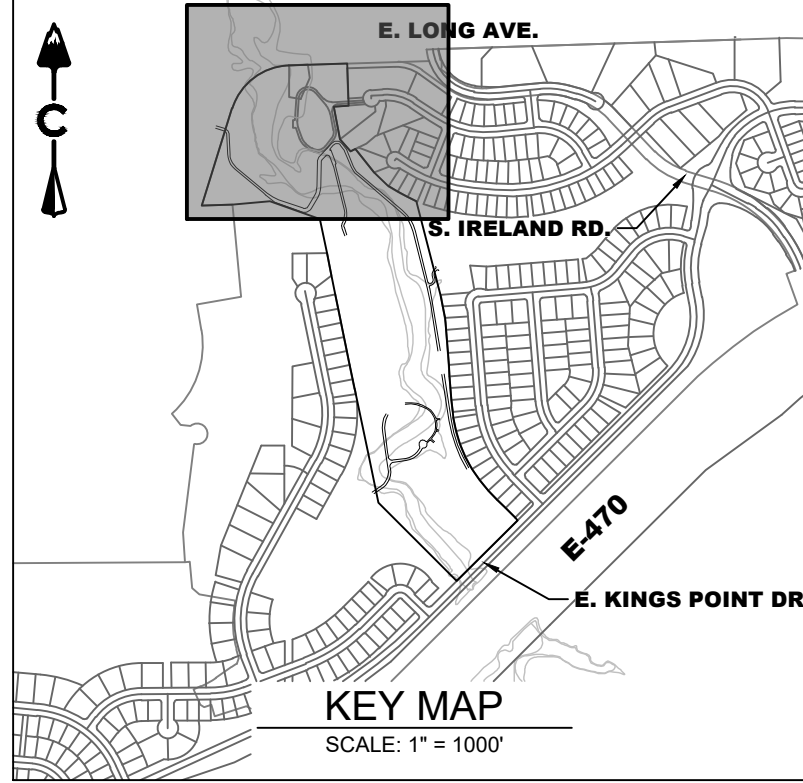 E. LONG AVE.
C
S. IRELAND RD.
E-470
E. KINGS POINT DR
KEY MAP
SCALE: 1" = 1000'